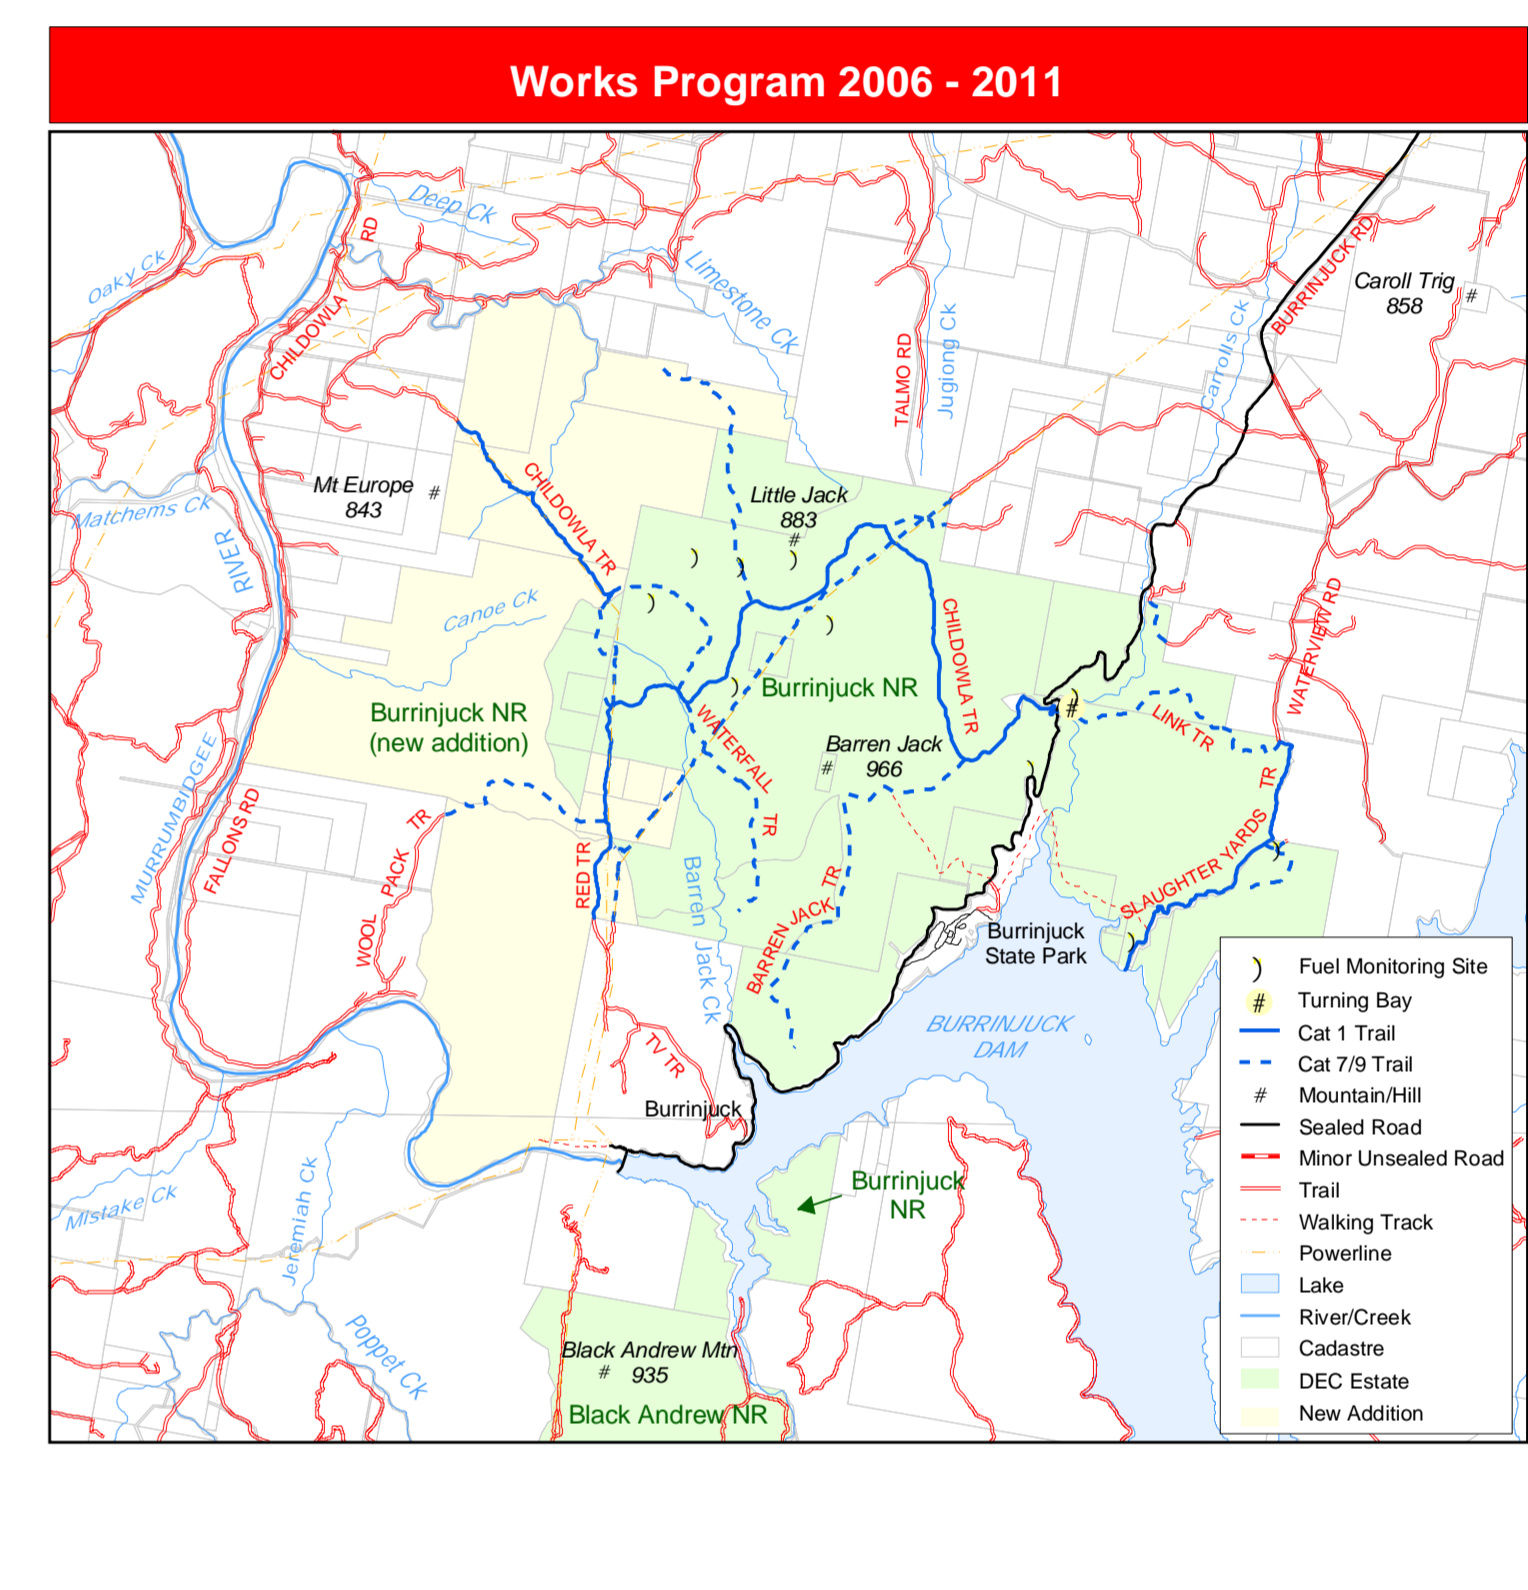 Works Program 2006 - 2011
Deep Ck
RD
Oaky Ck
Limestone Ck
BURRINJUCK RD
Caroll Trig
858
CHILDOWLA
TALMO RD
Jugiong Ck
Carrolls Ck
Mt Europe
843
CHILDOWLA TR
Little Jack
883
Matchems Ck
RIVER
Canoe Ck
CHILDOWLA TR
WATERVIEW RD
Burrinjuck NR
Burrinjuck NR
(new addition)
WATERFALL
TR
LINK TR
Barren Jack
966
MURRUMBIDGEE
FALLONS RD
WOOL PACK TR
RED TR
Barren Jack Ck
BARREN JACK TR
SLAUGHTER YARDS
TR
Burrinjuck
State Park
BURRINJUCK
DAM
TV TR
Burrinjuck
Mistake Ck
Jeremiah Ck
Poppet Ck
Burrinjuck
NR
Black Andrew Mtn
935
Black Andrew NR
Fuel Monitoring Site
Turning Bay
Cat 1 Trail
Cat 7/9 Trail
Mountain/Hill
Sealed Road
Minor Unsealed Road
Trail
Walking Track
Powerline
Lake
River/Creek
Cadastre
DEC Estate
New Addition